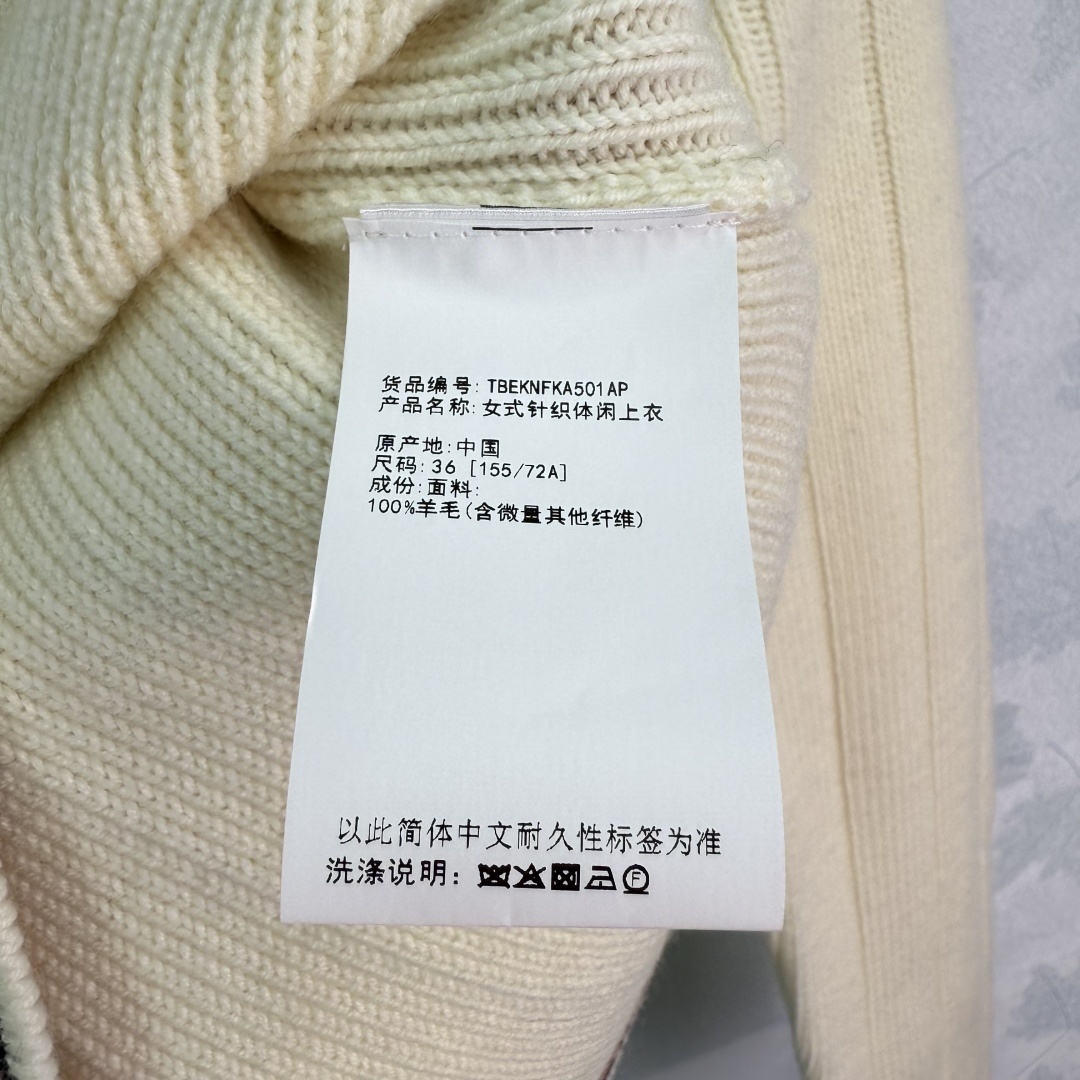 货品编号: TBEKNFKA501AP
产品名称: 女式针织休闲上衣
原产地:中国
尺码: 36 [155/72A]
成份:面料:
100%羊毛(含微量其他纤维)
以此简体中文耐久性标签为准
洗涤说明: F